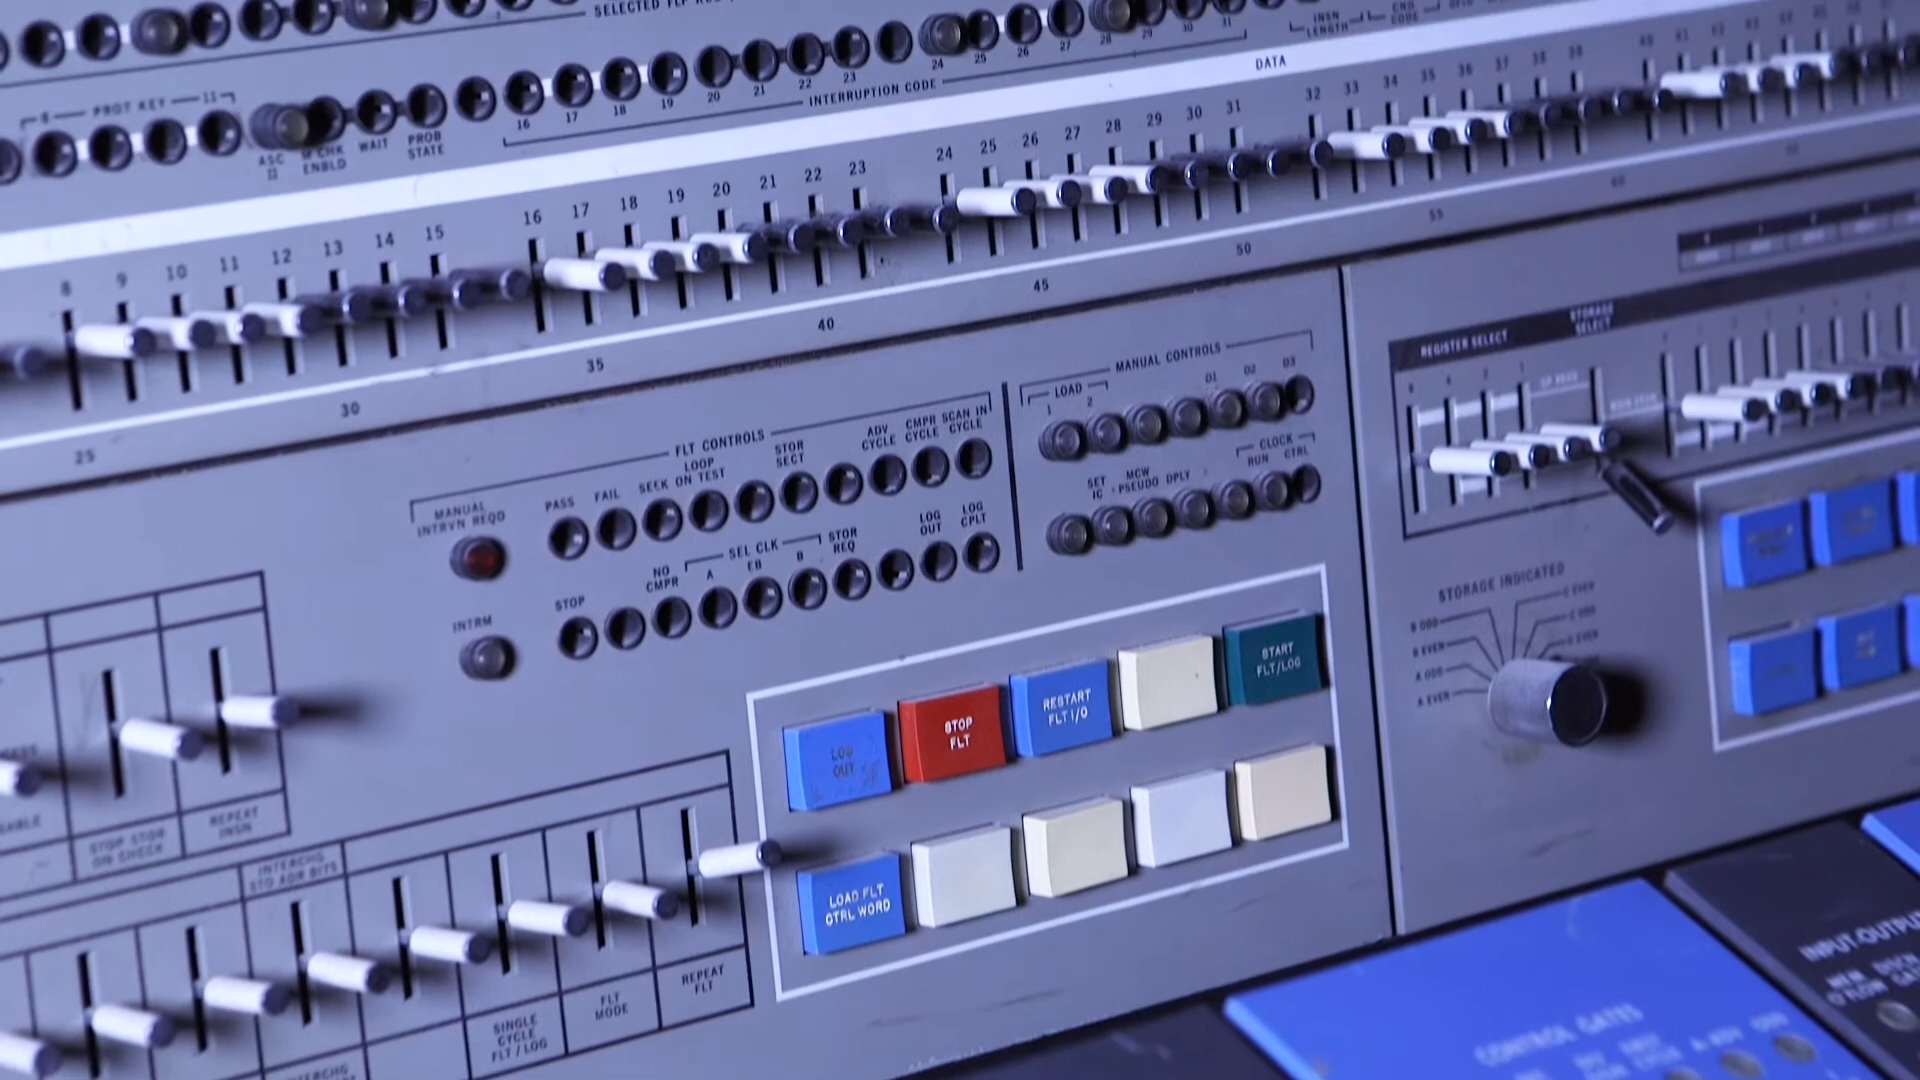 SELECTED FLT
8 PROT KEY 11
ASC
II
M CHK
ENBLD
WAIT
PROB
STATE
16 17 18 19 20 21 22 23 24 25 26 27 28 29 30 31
INTERRUPTION CODE
INSN
LENGTH
CODE
DATA
8 9 10 11 12 13 14 15 16 17 18 19 20 21 22 23 24 25 26 27 28 29 30 31 32 33 34 35 36 37 38 39 40 41 42
25 30 35 40 45 50 55 60
MANUAL
INTRVN REQD
FLT CONTROLS
PASS
FAIL
SEEK
LOOP
ON TEST
STOR
SECT
ADV
CYCLE
CMPR
CYCLE
SCAN IN
CYCLE
INTRM
STOP
NO
CMPR
SEL CLK
A
EB
B
STOR
REQ
LOG
OUT
LOG
CPLT
MANUAL CONTROLS
LOAD
1 2
01 02 03
SET
IC
MCW
PSEUDO
DPLY
CLOCK
RUN
CTRL
REGISTER SELECT
STORAGE
SELECT
STORAGE INDICATED
B ODD
B EVEN
A ODD
A EVEN
C EVEN
C ODD
D EVEN
LOG
OUT
STOP
FLT
RESTART
FLT I/O
START
FLT/LOG
LOAD FLT
CTRL WORD
STOP STOR
ON CHECK
REPEAT
INSN
INTERCHG
STO ADR BITS
INTERCHG
SINGLE
CYCLE
FLT/LOG
FLT
MODE
REPEAT
FLT
CONTROL GATES
INPUT-OUTPUT